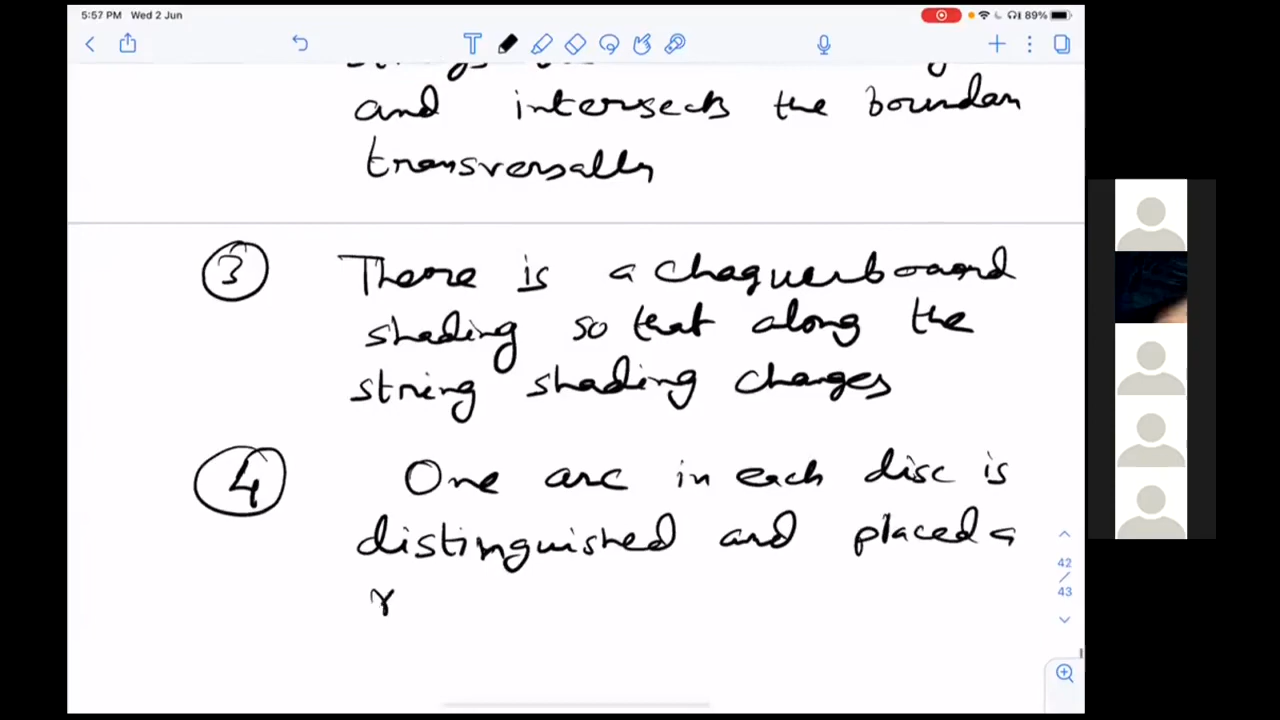 5:57 PM Wed 2 Jun
89%
T
and intersects the boundary
transversally
3 There is a chequerboard
shading so that along the
string shading changes
4 One arc in each disc is
distinguished and placed a
42
/
43